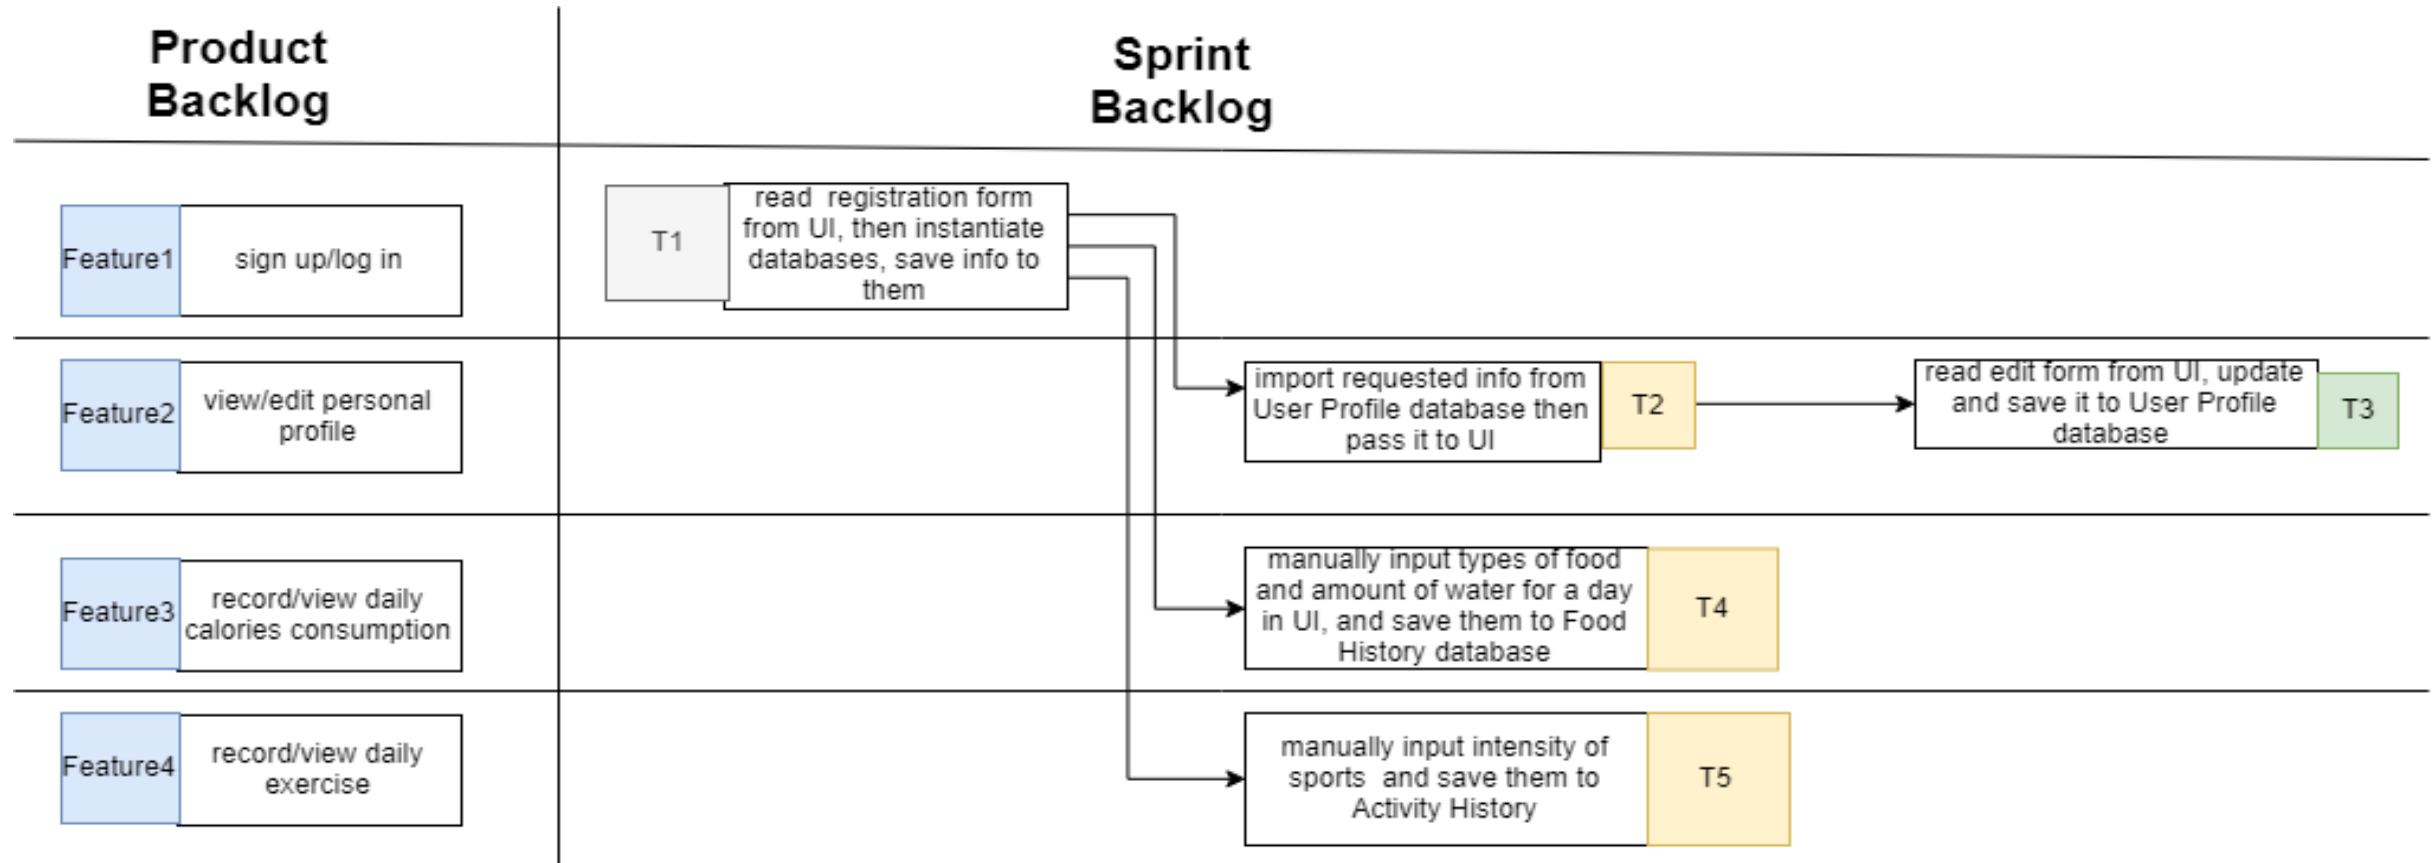 Product
Backlog
Sprint
Backlog
Feature1
sign up/log in
T1
read  registration form
from UI, then instantiate
databases, save info to
them
Feature2
view/edit personal
profile
import requested info from
User Profile database then
pass it to UI
T2
read edit form from UI, update
and save it to User Profile
database
T3
Feature3
record/view daily
calories consumption
manually input types of food
and amount of water for a day
in UI, and save them to Food
History database
T4
Feature4
record/view daily
exercise
manually input intensity of
sports  and save them to
Activity History
T5